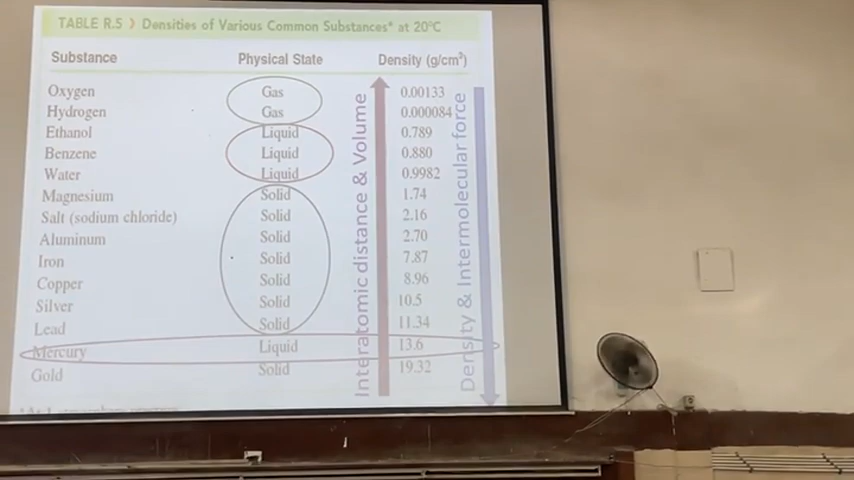 TABLE R.5 ❯ Densities of Various Common Substances* at 20°C
Substance Physical State Density (g/cm³)
Oxygen Gas 0.00133
Hydrogen Gas 0.000084
Ethanol Liquid 0.789
Benzene Liquid 0.880
Water Liquid 0.9982
Magnesium Solid 1.74
Salt (sodium chloride) Solid 2.16
Aluminum Solid 2.70
Iron Solid 7.87
Copper Solid 8.96
Silver Solid 10.5
Lead Solid 11.34
Mercury Liquid 13.6
Gold Solid 19.32
Interatomic distance & Volume
Density & Intermolecular force